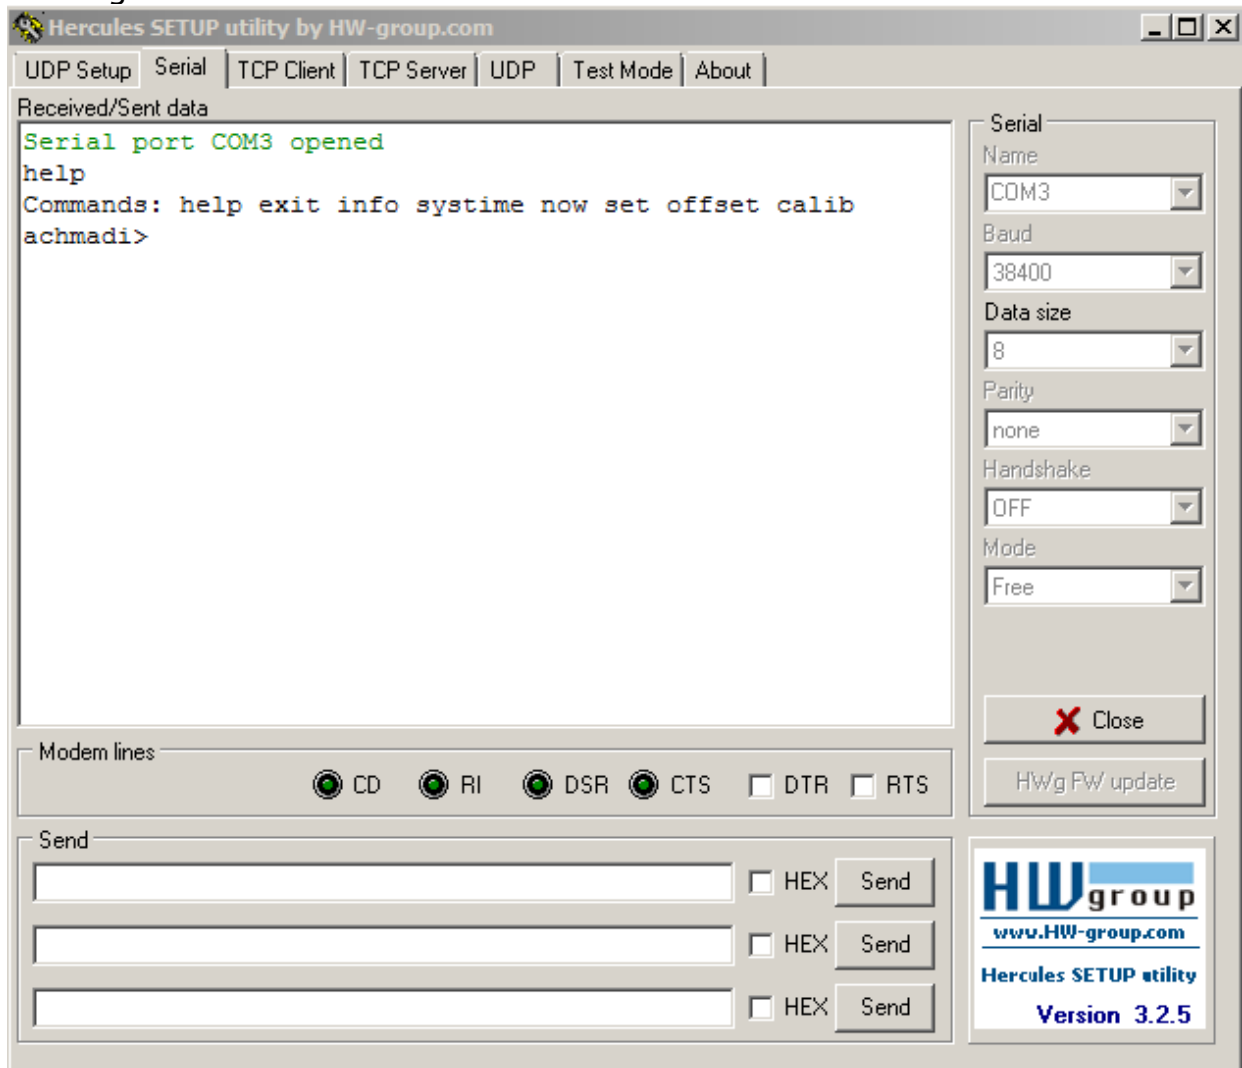 Hercules SETUP utility by HW-group.com
UDP Setup Serial TCP Client TCP Server UDP Test Mode About
Received/Sent data
Serial port COM3 opened
help
Commands: help exit info systime now set offset calib
achmadi>
Serial
Name
COM3
Baud
38400
Data size
8
Parity
none
Handshake
OFF
Mode
Free
Close
HWg FW update
Modem lines
CD RI DSR CTS DTR RTS
Send
HEX Send
HEX Send
HEX Send
HW group
www.HW-group.com
Hercules SETUP utility
Version 3.2.5